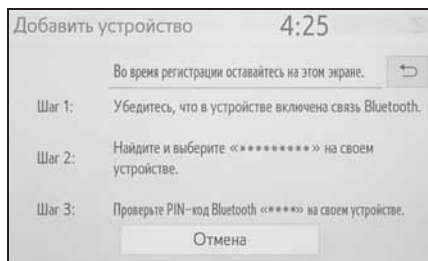 Добавить устройство 4:25
Во время регистрации оставайтесь на этом экране.
Шаг 1: Убедитесь, что в устройстве включена связь Bluetooth.
Шаг 2: Найдите и выберите «*********» на своем
устройстве.
Шаг 3: Проверьте PIN-код Bluetooth «****» на своем устройстве.
Отмена